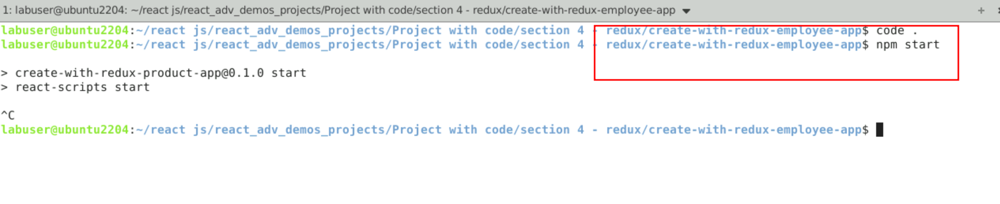 1: labuser@ubuntu2204: ~/react js/react_adv_demos_projects/Project with code/section 4 - redux/create-with-redux-employee-app
labuser@ubuntu2204:~/react js/react_adv_demos_projects/Project with code/section 4 - redux/create-with-redux-employee-app$ code .
labuser@ubuntu2204:~/react js/react_adv_demos_projects/Project with code/section 4 - redux/create-with-redux-employee-app$ npm start
> create-with-redux-product-app@0.1.0 start
> react-scripts start
^C
labuser@ubuntu2204:~/react js/react_adv_demos_projects/Project with code/section 4 - redux/create-with-redux-employee-app$